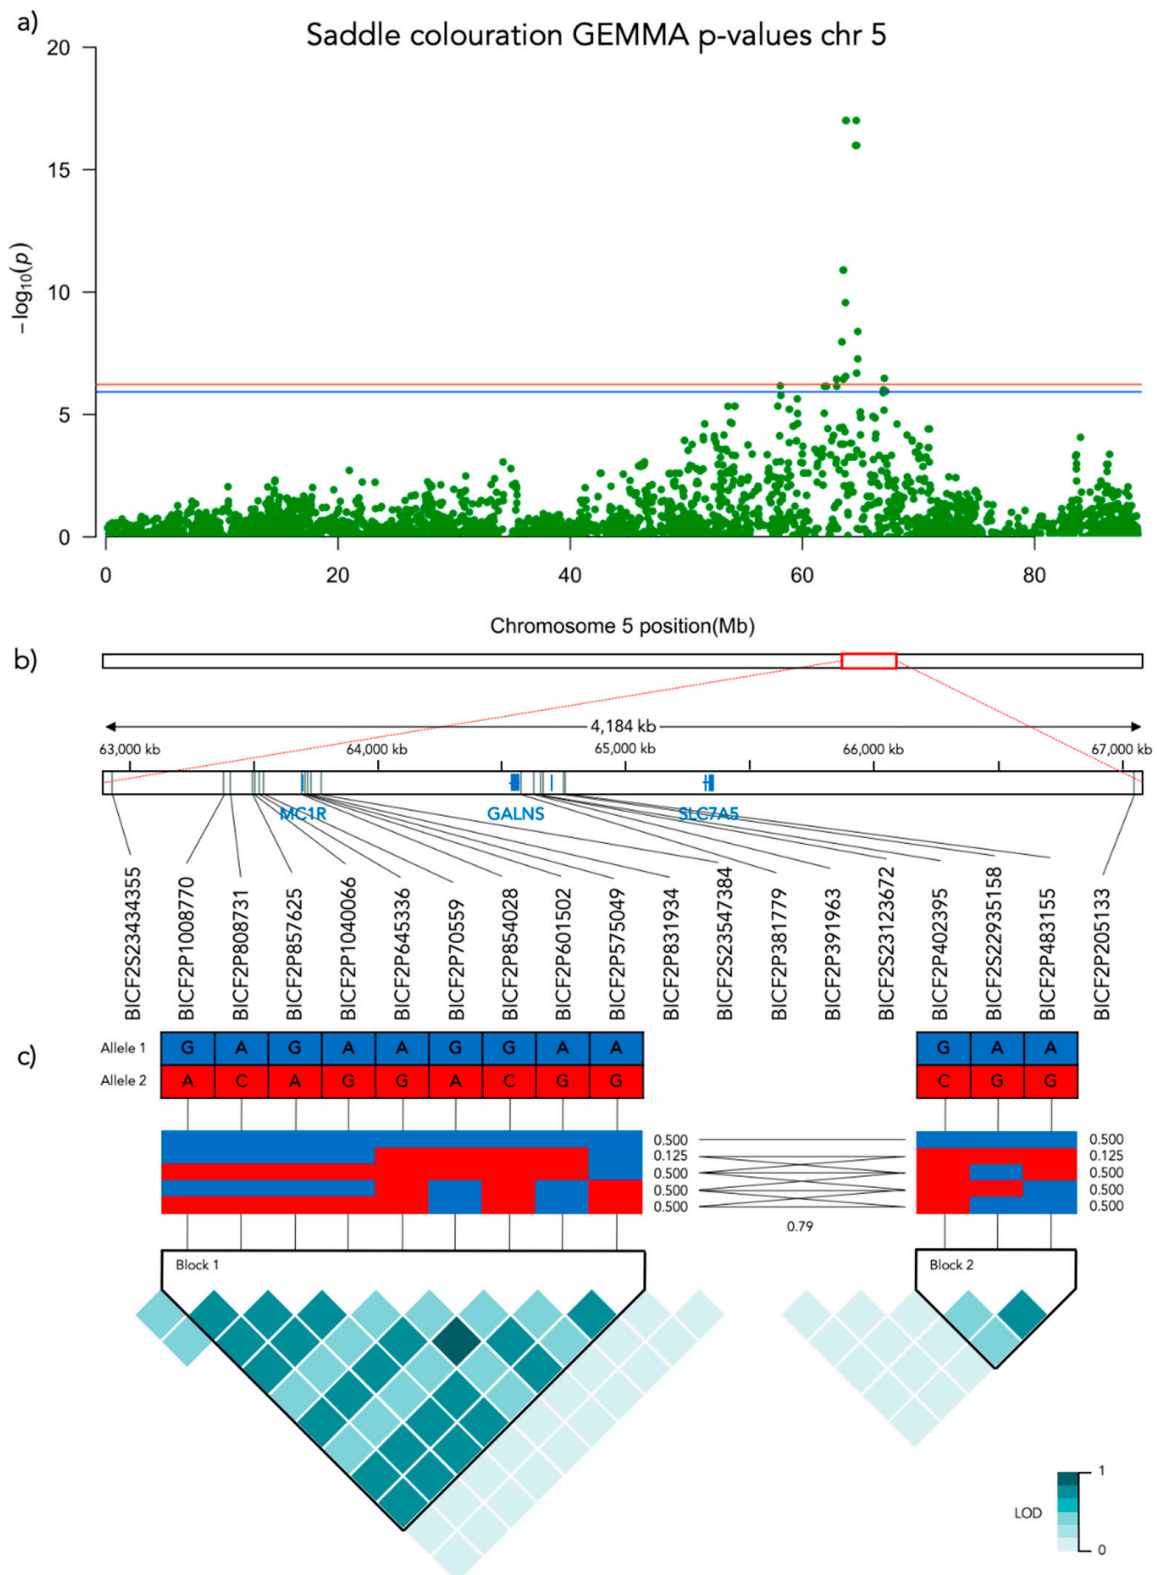 a)
Saddle colouration GEMMA p-values chr 5
20
15
10
5
0
−log10(p)
0 20 40 60 80
Chromosome 5 position(Mb)
b)
4,184 kb
63,000 kb 64,000 kb 65,000 kb 66,000 kb 67,000 kb
MC1R GALNS SLC7A5
BICF2S23434355
BICF2P1008770
BICF2P808731
BICF2P857625
BICF2P1040066
BICF2P645336
BICF2P705559
BICF2P854028
BICF2P601502
BICF2P575049
BICF2P831934
BICF2S23547384
BICF2P381779
BICF2P391963
BICF2S23123672
BICF2P402395
BICF2S22935158
BICF2P483155
BICF2P205133
c)
Allele 1 G A G A A G G A A G A A
Allele 2 A C A G G A C G G C G G
0.500 0.500
0.125 0.125
0.500 0.500
0.500 0.500
0.500 0.500
0.79
Block 1 Block 2
1
LOD
0